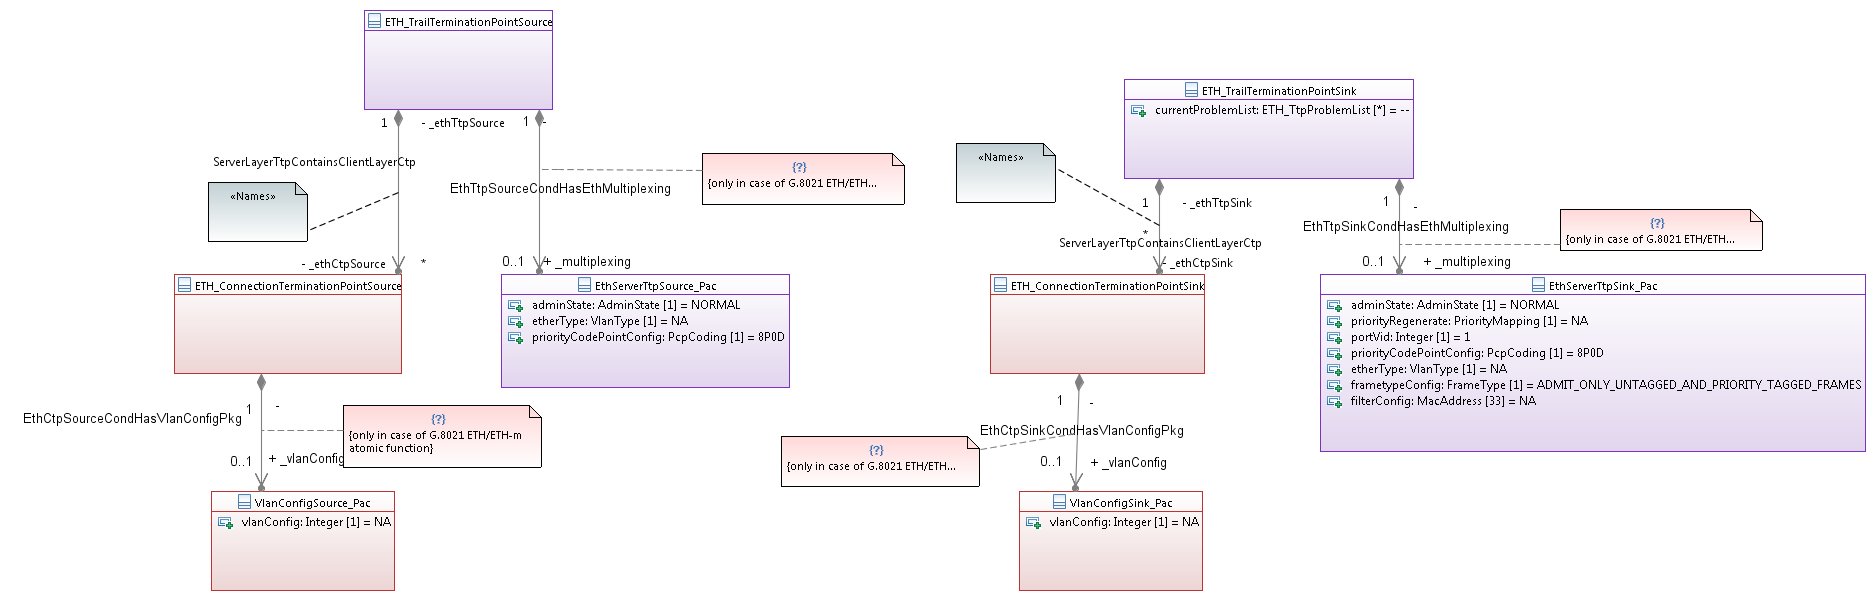 ETH_TrailTerminationPointSource
1
- _ethTtpSource
1
-
ServerLayerTtpContainsClientLayerCtp
«Names»
EthTtpSourceCondHasEthMultiplexing
{?}
{only in case of G.8021 ETH/ETH...
- _ethCtpSource
*
0..1
+ _multiplexing
ETH_ConnectionTerminationPointSource
EthServerTtpSource_Pac
adminState: AdminState [1] = NORMAL
etherType: VlanType [1] = NA
priorityCodePointConfig: PcpCoding [1] = 8P0D
1
-
EthCtpSourceCondHasVlanConfigPkg
{?}
{only in case of G.8021 ETH/ETH-m
atomic function}
0..1
+ _vlanConfig
VlanConfigSource_Pac
vlanConfig: Integer [1] = NA
ETH_TrailTerminationPointSink
currentProblemList: ETH_TtpProblemList [*] = --
«Names»
1
- _ethTtpSink
1
-
*
ServerLayerTtpContainsClientLayerCtp
- _ethCtpSink
EthTtpSinkCondHasEthMultiplexing
{?}
{only in case of G.8021 ETH/ETH...
0..1
+ _multiplexing
ETH_ConnectionTerminationPointSink
EthServerTtpSink_Pac
adminState: AdminState [1] = NORMAL
priorityRegenerate: PriorityMapping [1] = NA
portVid: Integer [1] = 1
priorityCodePointConfig: PcpCoding [1] = 8P0D
etherType: VlanType [1] = NA
frametypeConfig: FrameType [1] = ADMIT_ONLY_UNTAGGED_AND_PRIORITY_TAGGED_FRAMES
filterConfig: MacAddress [33] = NA
1
-
EthCtpSinkCondHasVlanConfigPkg
{?}
{only in case of G.8021 ETH/ETH...
0..1
+ _vlanConfig
VlanConfigSink_Pac
vlanConfig: Integer [1] = NA